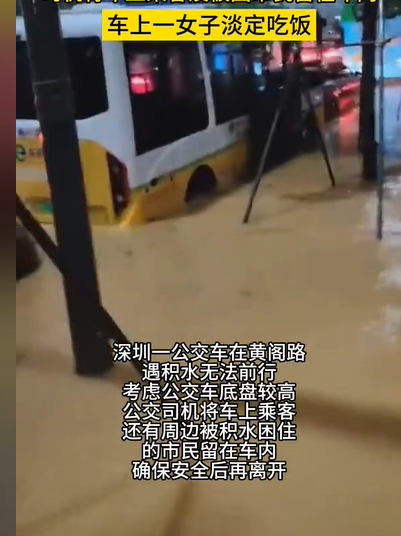 车上一女子淡定吃饭
深圳一公交车在黄阁路
遇积水无法前行
考虑公交车底盘较高
公交司机将车上乘客
还有周边被积水困住
的市民留在车内
确保安全后再离开